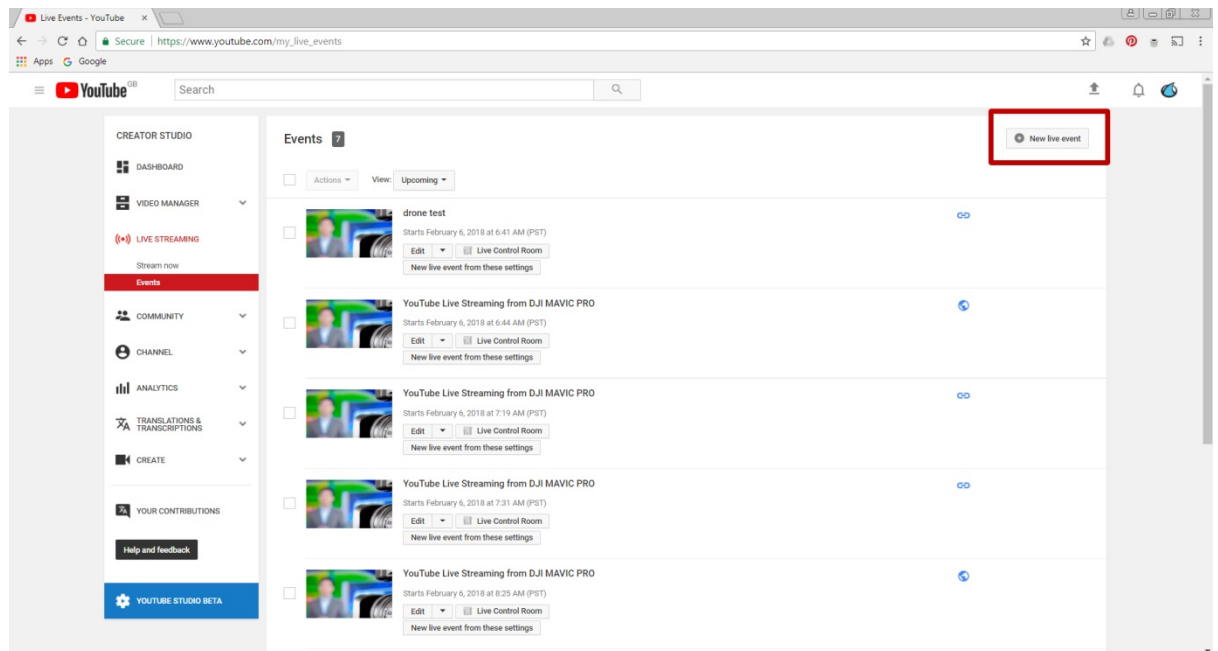 Live Events - YouTube
Secure | https://www.youtube.com/my_live_events
Apps Google
YouTube GB
Search
CREATOR STUDIO
DASHBOARD
VIDEO MANAGER
LIVE STREAMING
Stream now
Events
COMMUNITY
CHANNEL
ANALYTICS
TRANSLATIONS &
TRANSCRIPTIONS
CREATE
YOUR CONTRIBUTIONS
Help and feedback
YOUTUBE STUDIO BETA
Events 7
New live event
Actions View: Upcoming
drone test
Starts February 6, 2018 at 6:41 AM (PST)
Edit Live Control Room
New live event from these settings
YouTube Live Streaming from DJI MAVIC PRO
Starts February 6, 2018 at 6:44 AM (PST)
Edit Live Control Room
New live event from these settings
YouTube Live Streaming from DJI MAVIC PRO
Starts February 6, 2018 at 7:19 AM (PST)
Edit Live Control Room
New live event from these settings
YouTube Live Streaming from DJI MAVIC PRO
Starts February 6, 2018 at 7:31 AM (PST)
Edit Live Control Room
New live event from these settings
YouTube Live Streaming from DJI MAVIC PRO
Starts February 6, 2018 at 8:25 AM (PST)
Edit Live Control Room
New live event from these settings